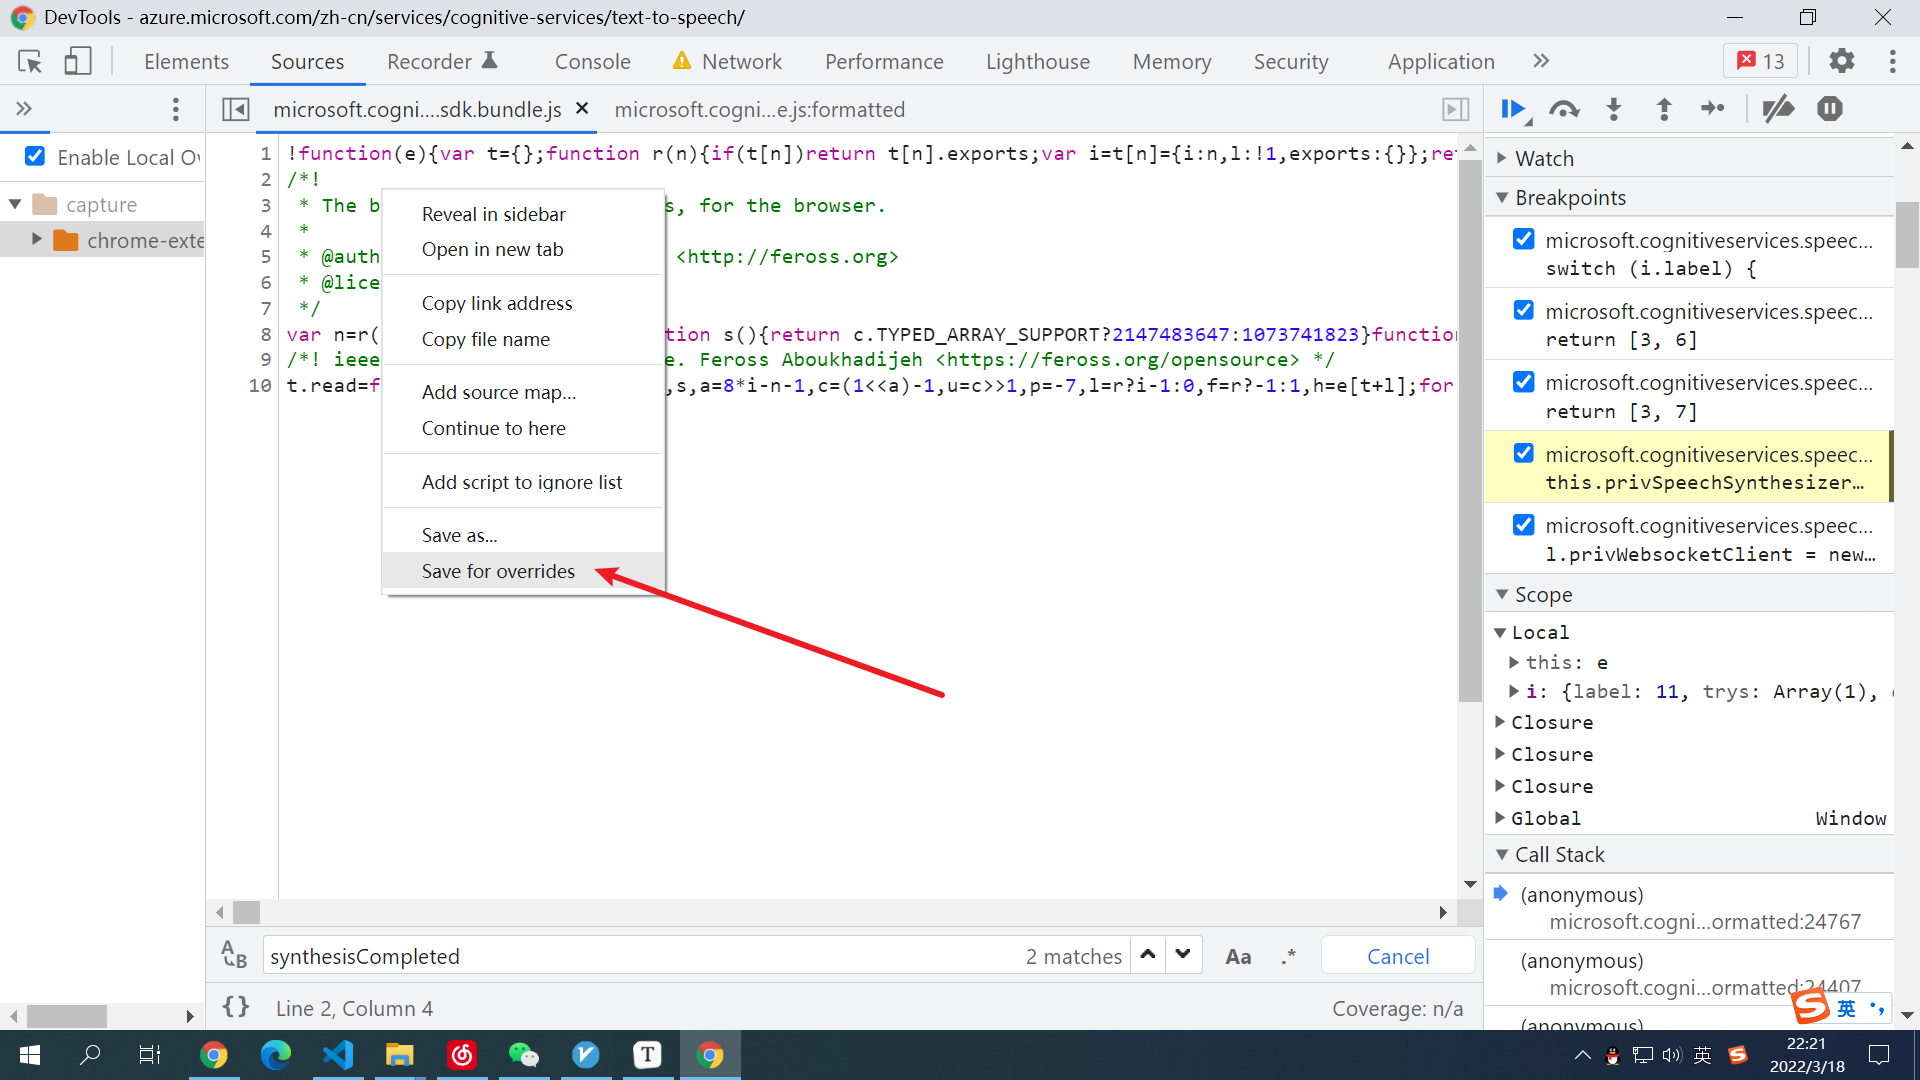 DevTools - azure.microsoft.com/zh-cn/services/cognitive-services/text-to-speech/
Elements Sources Recorder Console Network Performance Lighthouse Memory Security Application 13
microsoft.cogni....sdk.bundle.js microsoft.cogni...e.js:formatted
Enable Local Ov
capture
chrome-exte
1 !function(e){var t={};function r(n){if(t[n])return t[n].exports;var i=t[n]={i:n,l:!1,exports:{}};ret
2 /*!
3 * The b s, for the browser.
4 *
5 * @auth <http://feross.org>
6 * @lice
7 */
8 var n=r( tion s(){return c.TYPED_ARRAY_SUPPORT?2147483647:1073741823}function
9 /*! ieee e. Feross Aboukhadijeh <https://feross.org/opensource> */
10 t.read=f ,s,a=8*i-n-1,c=(1<<a)-1,u=c>>1,p=-7,l=r?i-1:0,f=r?-1:1,h=e[t+l];for
Reveal in sidebar
Open in new tab
Copy link address
Copy file name
Add source map...
Continue to here
Add script to ignore list
Save as...
Save for overrides
synthesisCompleted 2 matches Aa .* Cancel
{} Line 2, Column 4 Coverage: n/a
Watch
Breakpoints
microsoft.cognitiveservices.speec...
switch (i.label) {
microsoft.cognitiveservices.speec...
return [3, 6]
microsoft.cognitiveservices.speec...
return [3, 7]
microsoft.cognitiveservices.speec...
this.privSpeechSynthesizer…
microsoft.cognitiveservices.speec...
l.privWebsocketClient = new…
Scope
Local
this: e
i: {label: 11, trys: Array(1),
Closure
Closure
Closure
Global Window
Call Stack
(anonymous)
microsoft.cogni...ormatted:24767
(anonymous)
microsoft.cogni...ormatted:24407
(anonymous)
英
英
22:21
2022/3/18